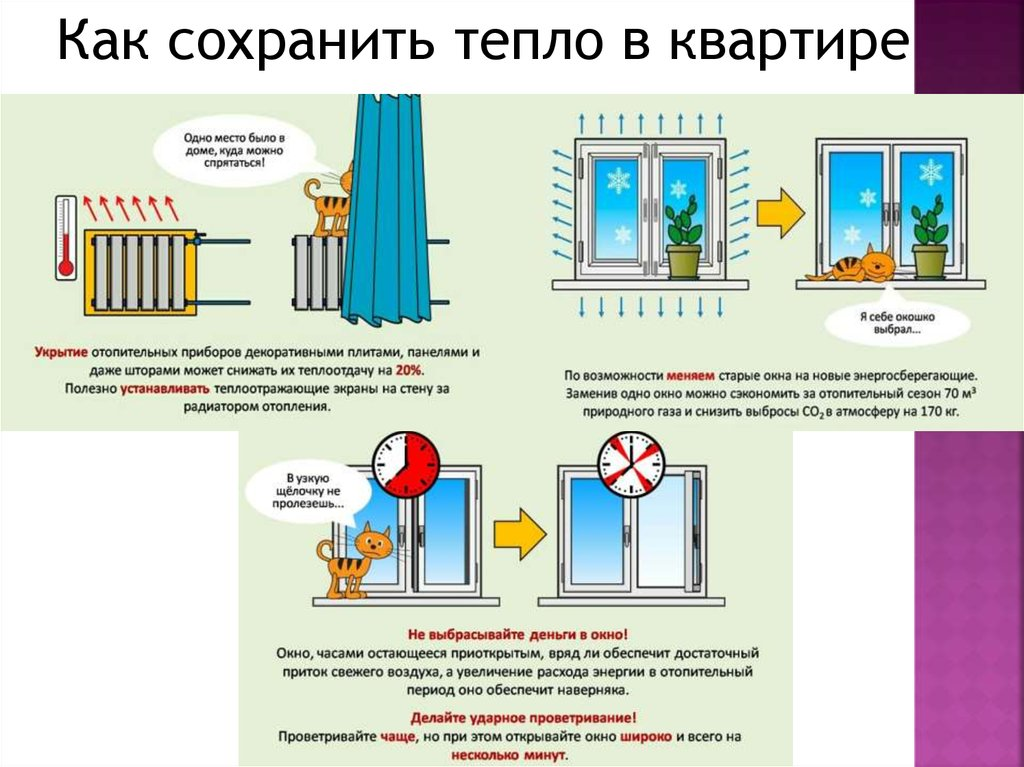 Как сохранить тепло в квартире
Одно место было в
доме, куда можно
спрятаться!
Укрытие отопительных приборов декоративными плитами, панелями и
даже шторами может снижать их теплоотдачу на 20%.
Полезно устанавливать теплоотражающие экраны на стену за
радиатором отопления.
Я себе окошко
выбрал...
По возможности меняем старые окна на новые энергосберегающие.
Заменив одно окно можно сэкономить за отопительный сезон 70 м³
природного газа и снизить выбросы CO₂ в атмосферу на 170 кг.
В узкую
щёлочку не
пролезешь...
Не выбрасывайте деньги в окно!
Окно, часами остающееся приоткрытым, вряд ли обеспечит достаточный
приток свежего воздуха, а увеличение расхода энергии в отопительный
период оно обеспечит наверняка.
Делайте ударное проветривание!
Проветривайте чаще, но при этом открывайте окно широко и всего на
несколько минут.